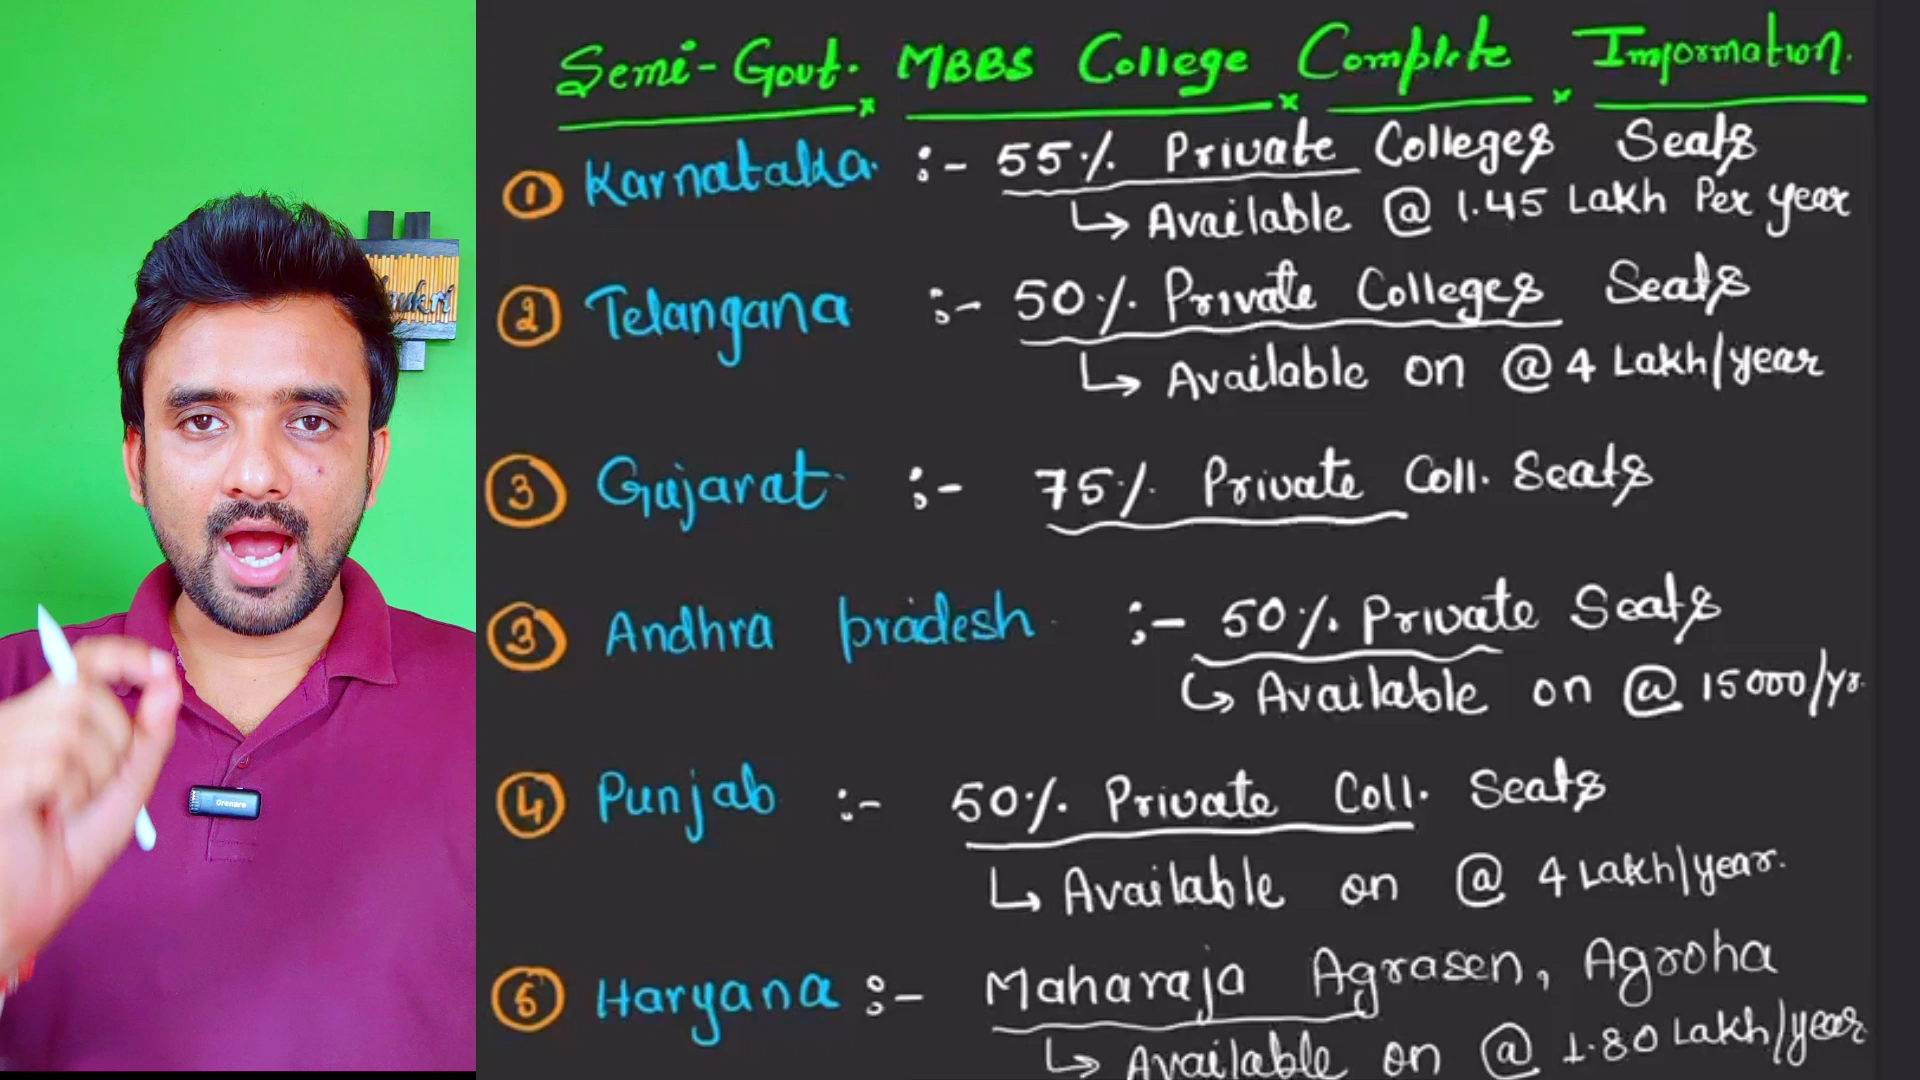 Semi-Govt. MBBS College Complete Information.
① Karnataka :- 55% Private Colleges Seats
↳ Available @ 1.45 Lakh Per year
② Telangana :- 50% Private Colleges Seats
↳ Available on @ 4 Lakh/year
③ Gujarat :- 75% Private Coll. Seats
③ Andhra pradesh :- 50% Private Seats
↳ Available on @ 15000/yr.
④ Punjab :- 50% Private Coll. Seats
↳ Available on @ 4 Lakh/year.
⑤ Haryana :- Maharaja Agrasen, Agroha
↳ Available on @ 1.80 Lakh/year
Grenaro